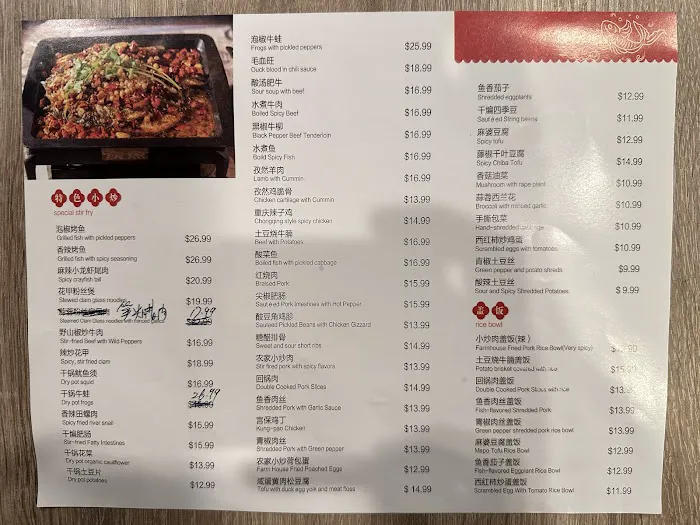 特色小炒
special stir fry
泡椒烤鱼
Grilled fish with pickled peppers $26.99
香辣烤鱼
Grilled fish with spicy seasoning $26.99
麻辣小龙虾尾肉
Spicy crayfish tail $20.99
花甲粉丝煲
Stewed clam glass noodles $19.99
Steamed Clam Glass Noodles with minced 17.99
野山椒炒牛肉
Stir-fried Beef with Wild Peppers $16.99
辣炒花甲
Spicy, stir fried clam $18.99
干锅鱿鱼须
Dry pot squid $16.99
干锅牛蛙
Dry pot frogs 26.99
香辣田螺肉
Spicy fried river snail $15.99
干煸肥肠
Stir-fried Fatty Intestines $15.99
干锅花菜
Dry pot organic cauliflower $13.99
干锅土豆片
Dry pot potatoes $12.99
泡椒牛蛙
Frogs with pickled peppers $25.99
毛血旺
Duck blood in chili sauce $18.99
酸汤肥牛
Sour soup with beef $16.99
水煮牛肉
Boiled Spicy Beef $16.99
黑椒牛柳
Black Pepper Beef Tenderloin $16.99
水煮鱼
Boild Spicy Fish $16.99
孜然羊肉
Lamb with Cummin $16.99
孜然鸡脆骨
Chicken cartilage with Cummin $13.99
重庆辣子鸡
Chongqing style spicy chicken $14.99
土豆烧牛腩
Beef with Potatoes $16.99
酸菜鱼
Boiled fish with pickled cabbage $16.99
红烧肉
Braised Pork $15.99
尖椒肥肠
Sauteed Pork Intestines with Hot Pepper $15.99
酸豆角鸡胗
Sauteed Pickled Beans with Chicken Gizzard $13.99
糖醋排骨
Sweet and sour short ribs $14.99
农家小炒肉
Stir fired pork with spicy flavors $13.99
回锅肉
Double Cooked Pork Slices $14.99
鱼香肉丝
Shredded Pork with Garlic Sauce $13.99
宫保鸡丁
Kung-pao Chicken $13.99
青椒肉丝
Shredded Pork with Green pepper $13.99
农家小炒荷包蛋
Farm House Fried Poached Eggs $12.99
咸蛋黄肉松豆腐
Tofu with duck egg yolk and meat floss $ 14.99
鱼香茄子
Shredded eggplants $12.99
干煸四季豆
Sautéed String beans $11.99
麻婆豆腐
Spicy tofu $12.99
藤椒千叶豆腐
Spicy Chiba Tofu $14.99
香菇油菜
Mushroom with rape plant $10.99
蒜蓉西兰花
Broccoli with minced garlic $10.99
手撕包菜
Hand-shredded cabbage $10.99
西红柿炒鸡蛋
Scrambled eggs with tomatoes $10.99
青椒土豆丝
Green pepper and potato shreds $9.99
酸辣土豆丝
Sour and Spicy Shredded Potatoes $ 9.99
盖饭
rice bowl
小炒肉盖饭(辣)
Farmhouse Fried Pork Rice Bowl(Very spicy)
土豆烧牛腩盖饭
Potato brisket covered with rice
回锅肉盖饭
Double Cooked Pork Slices with rice
鱼香肉丝盖饭
Fish-flavored Shredded Pork $13.99
青椒肉丝盖饭
Green pepper shredded pork rice bowl $13.99
麻婆豆腐盖饭
Mapo Tofu Rice Bowl $12.99
鱼香茄子盖饭
Fish-flavored Eggplant Rice Bowl $12.99
西红柿炒蛋盖饭
Scrambled Egg With Tomato Rice Bowl $11.99